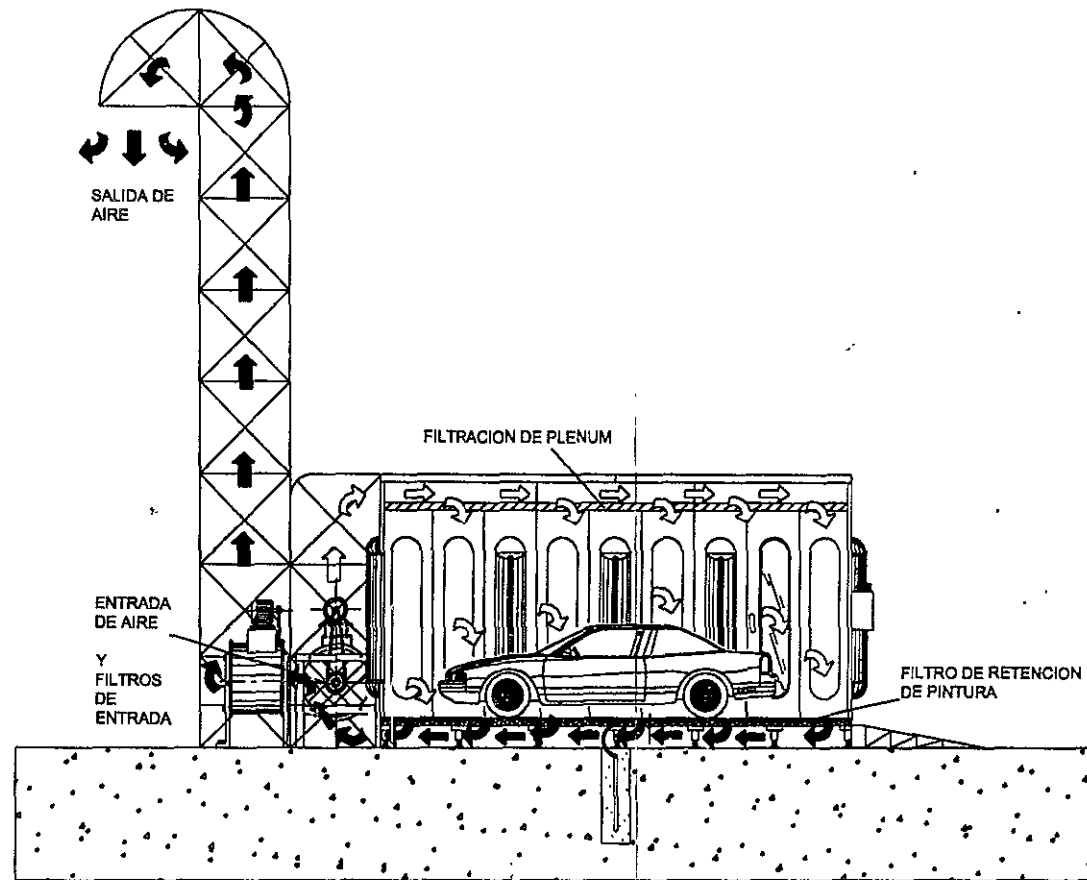 SALIDA DE
AIRE
FILTRACION DE PLENUM
ENTRADA
DE AIRE
Y
FILTROS
DE
ENTRADA
FILTRO DE RETENCION
DE PINTURA